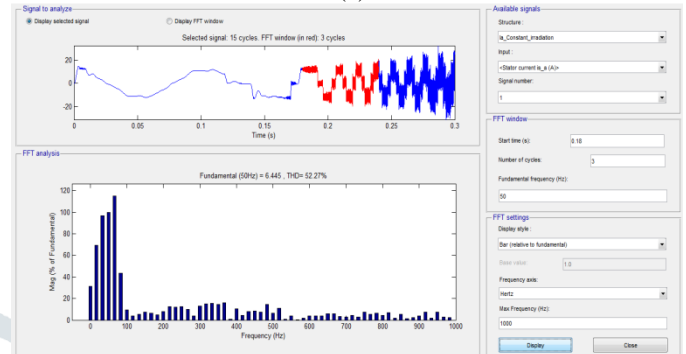 Signal to analyze
Display selected signal
Display FFT window
Selected signal: 15 cycles. FFT window (in red): 3 cycles
20
0
-20
0 0.05 0.1 0.15 0.2 0.25 0.3
Time (s)
FFT analysis
Fundamental (50Hz) = 6.445 , THD= 52.27%
120
100
80
60
40
20
0
Mag (% of Fundamental)
0 100 200 300 400 500 600 700 800 900 1000
Frequency (Hz)
Available signals
Structure :
ia_Constant_irradiation
Input :
<Stator current is_a (A)>
Signal number:
1
FFT window
Start time (s): 0.18
Number of cycles: 3
Fundamental frequency (Hz):
50
FFT settings
Display style :
Bar (relative to fundamental)
Base value: 1.0
Frequency axis:
Hertz
Max Frequency (Hz):
1000
Display
Close